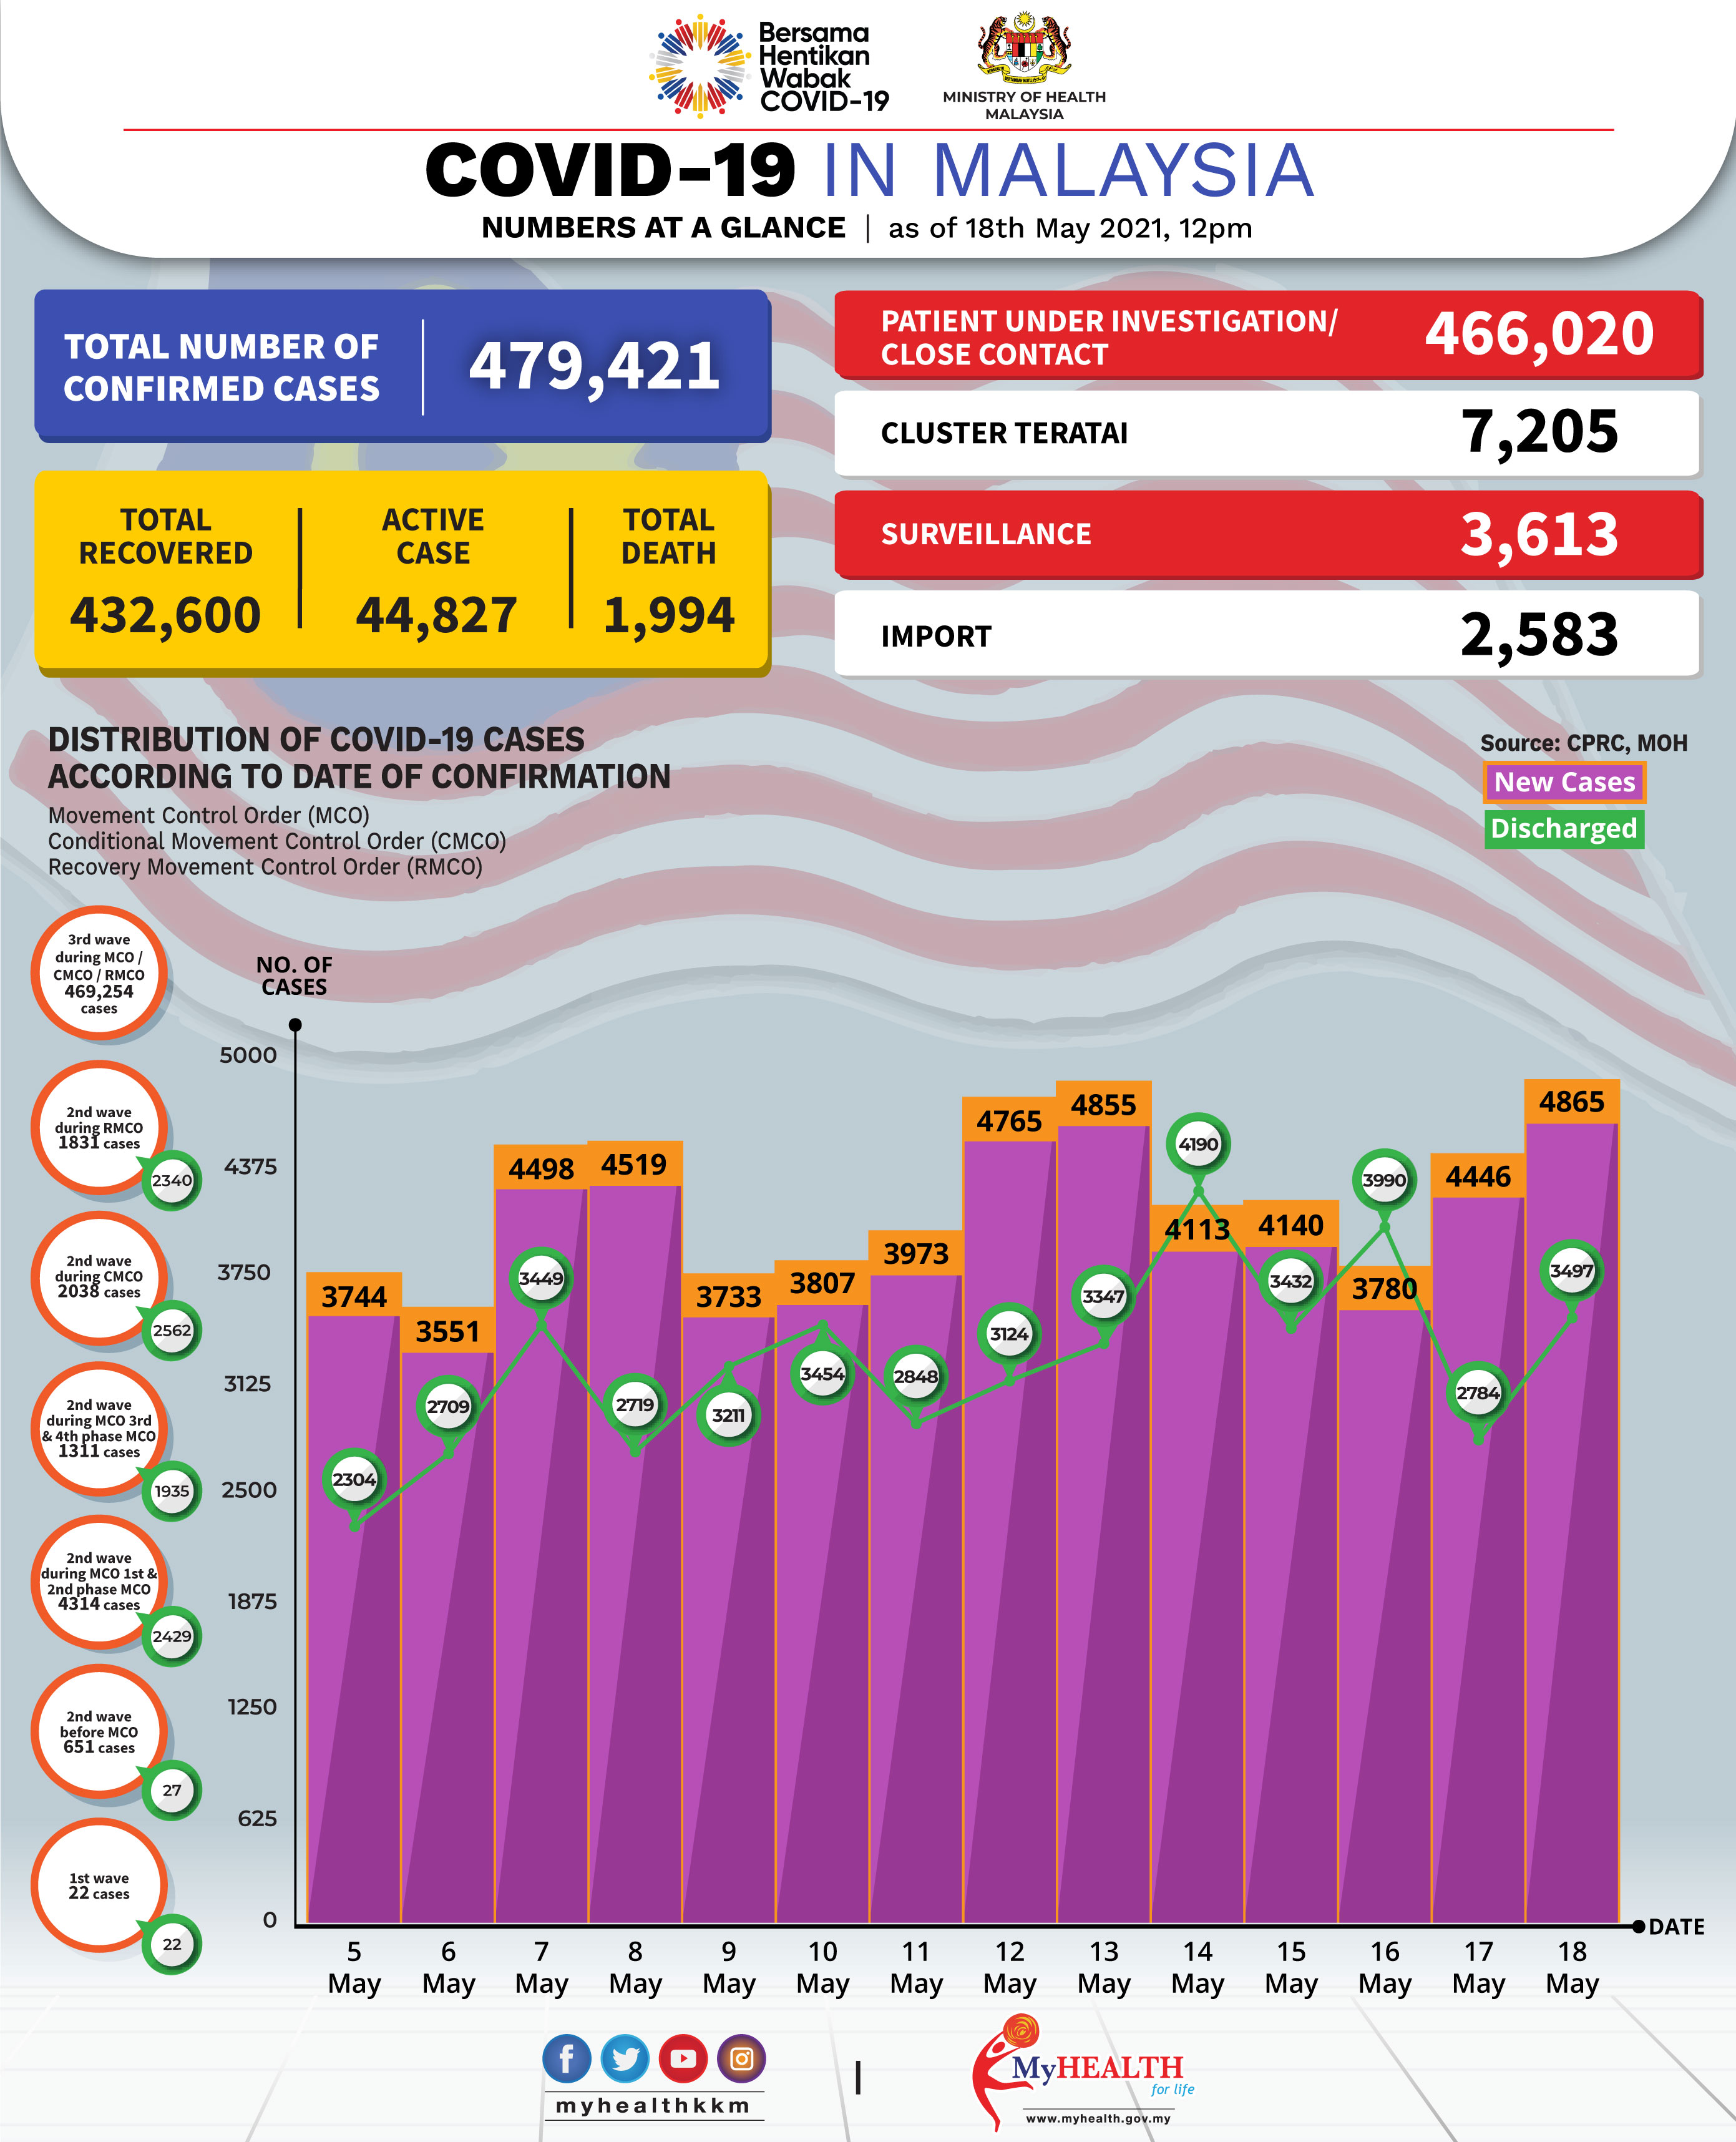 Bersama
Hentikan
Wabak
COVID-19
MINISTRY OF HEALTH
MALAYSIA
COVID-19 IN MALAYSIA
NUMBERS AT A GLANCE | as of 18th May 2021, 12pm
TOTAL NUMBER OF
CONFIRMED CASES
479,421
TOTAL
RECOVERED
432,600
ACTIVE
CASE
44,827
TOTAL
DEATH
1,994
PATIENT UNDER INVESTIGATION/
CLOSE CONTACT
466,020
CLUSTER TERATAI
7,205
SURVEILLANCE
3,613
IMPORT
2,583
DISTRIBUTION OF COVID-19 CASES
ACCORDING TO DATE OF CONFIRMATION
Movement Control Order (MCO)
Conditional Movement Control Order (CMCO)
Recovery Movement Control Order (RMCO)
Source: CPRC, MOH
New Cases
Discharged
3rd wave
during MCO /
CMCO / RMCO
469,254
cases
2nd wave
during RMCO
1831 cases
2340
2nd wave
during CMCO
2038 cases
2562
2nd wave
during MCO 3rd
& 4th phase MCO
1311 cases
1935
2nd wave
during MCO 1st &
2nd phase MCO
4314 cases
2429
2nd wave
before MCO
651 cases
27
1st wave
22 cases
22
NO. OF
CASES
5000
4375
3750
3125
2500
1875
1250
625
0
3744
3551
4498
4519
3733
3807
3973
4765
4855
4113
4140
3780
4446
4865
2304
2709
3449
2719
3211
3454
2848
3124
3347
4190
3432
3990
2784
3497
5
May
6
May
7
May
8
May
9
May
10
May
11
May
12
May
13
May
14
May
15
May
16
May
17
May
18
May
DATE
myhealthkkm
MyHEALTH
for life
www.myhealth.gov.my